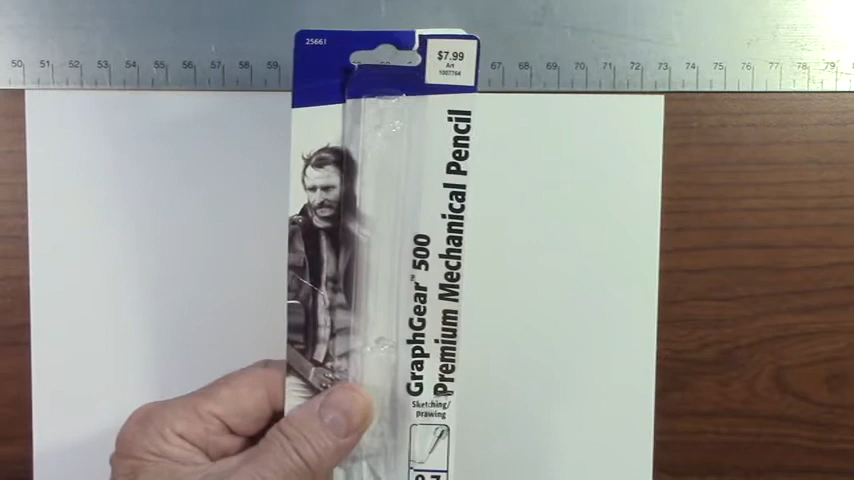 50 51 52 53 54 55 56 57 58 59 67 68 69 70 71 72 73 74 75 76 77 78 79
25661
$7.99
Art
1007764
GraphGear™ 500
Premium Mechanical Pencil
Sketching/
Drawing